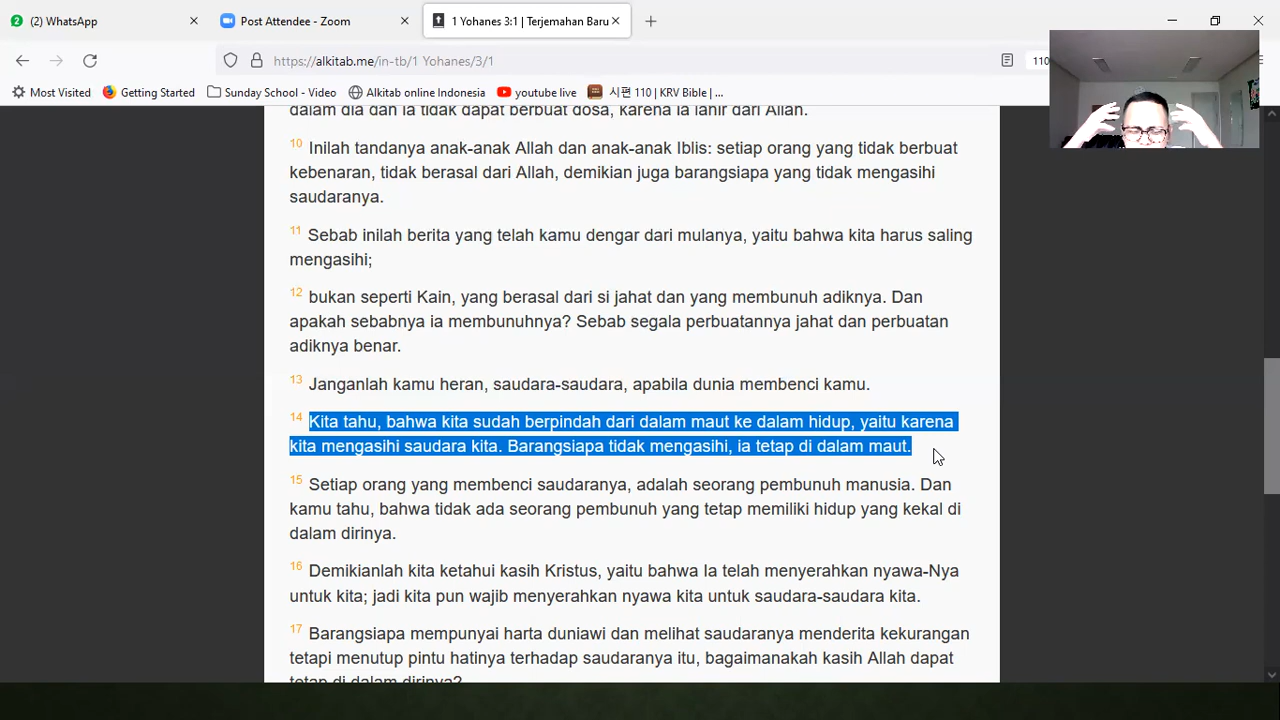 (2) WhatsApp
Post Attendee - Zoom
1 Yohanes 3:1 | Terjemahan Baru
https://alkitab.me/in-tb/1 Yohanes/3/1
110
Most Visited
Getting Started
Sunday School - Video
Alkitab online Indonesia
youtube live
시편 110 | KRV Bible | ...
dalam dia dan ia tidak dapat berbuat dosa, karena ia lahir dari Allah.
10 Inilah tandanya anak-anak Allah dan anak-anak Iblis: setiap orang yang tidak berbuat
kebenaran, tidak berasal dari Allah, demikian juga barangsiapa yang tidak mengasihi
saudaranya.
11 Sebab inilah berita yang telah kamu dengar dari mulanya, yaitu bahwa kita harus saling
mengasihi;
12 bukan seperti Kain, yang berasal dari si jahat dan yang membunuh adiknya. Dan
apakah sebabnya ia membunuhnya? Sebab segala perbuatannya jahat dan perbuatan
adiknya benar.
13 Janganlah kamu heran, saudara-saudara, apabila dunia membenci kamu.
14 Kita tahu, bahwa kita sudah berpindah dari dalam maut ke dalam hidup, yaitu karena
kita mengasihi saudara kita. Barangsiapa tidak mengasihi, ia tetap di dalam maut.
15 Setiap orang yang membenci saudaranya, adalah seorang pembunuh manusia. Dan
kamu tahu, bahwa tidak ada seorang pembunuh yang tetap memiliki hidup yang kekal di
dalam dirinya.
16 Demikianlah kita ketahui kasih Kristus, yaitu bahwa Ia telah menyerahkan nyawa-Nya
untuk kita; jadi kita pun wajib menyerahkan nyawa kita untuk saudara-saudara kita.
17 Barangsiapa mempunyai harta duniawi dan melihat saudaranya menderita kekurangan
tetapi menutup pintu hatinya terhadap saudaranya itu, bagaimanakah kasih Allah dapat
tetap di dalam dirinya?